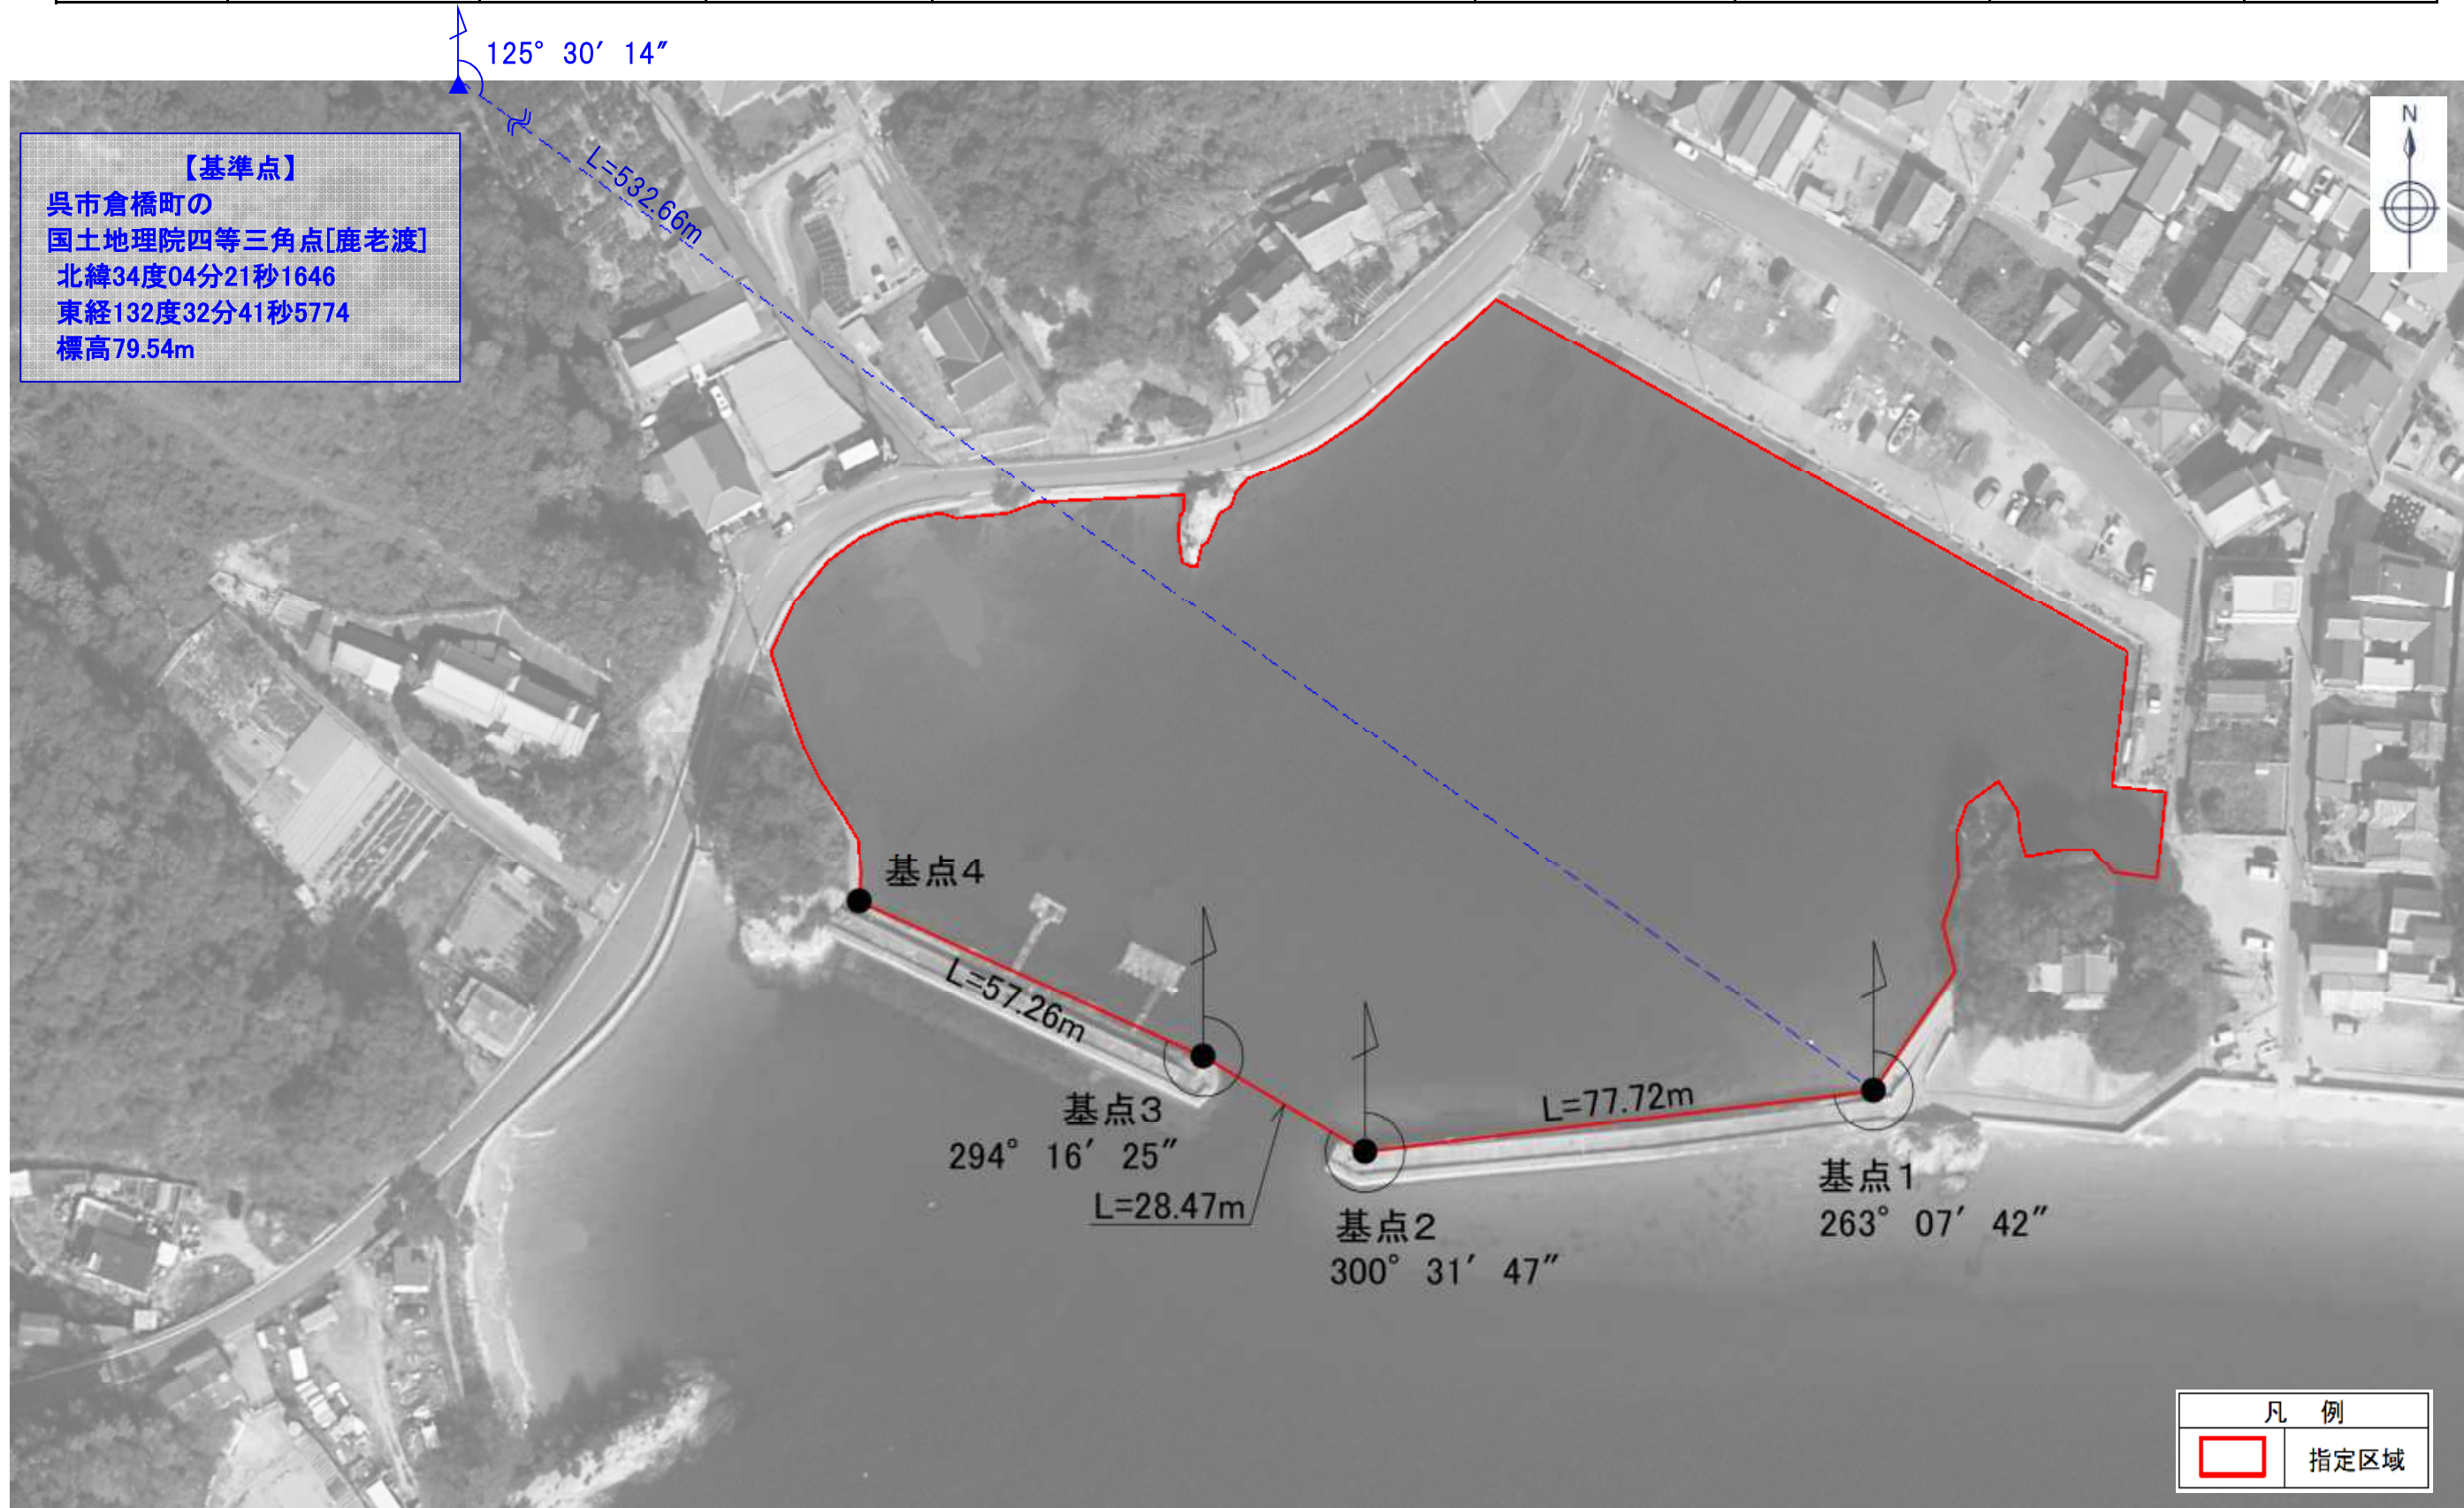 125° 30′ 14″
L=532.66m
【基準点】
呉市倉橋町の
国土地理院四等三角点[鹿老渡]
北緯34度04分21秒1646
東経132度32分41秒5774
標高79.54m
N
基点4
L=57.26m
基点3
294° 16′ 25″
L=28.47m
L=77.72m
基点2
300° 31′ 47″
基点1
263° 07′ 42″
凡 例
指定区域